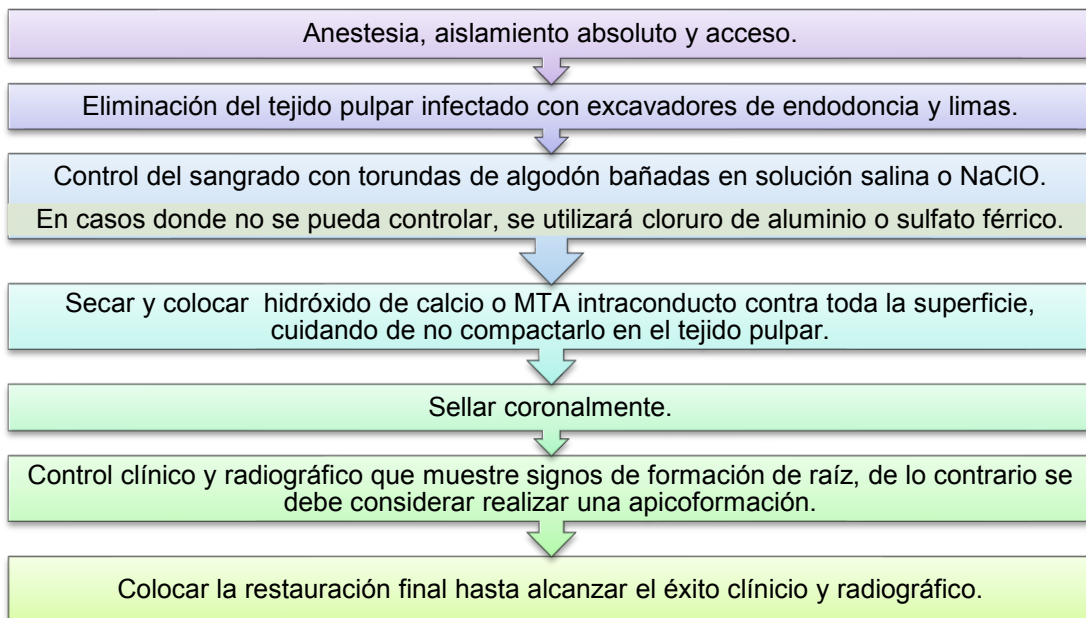 Anestesia, aislamiento absoluto y acceso.
Eliminación del tejido pulpar infectado con excavadores de endodoncia y limas.
Control del sangrado con torundas de algodón bañadas en solución salina o NaClO.
En casos donde no se pueda controlar, se utilizará cloruro de aluminio o sulfato férrico.
Secar y colocar hidróxido de calcio o MTA intraconducto contra toda la superficie,
cuidando de no compactarlo en el tejido pulpar.
Sellar coronalmente.
Control clínico y radiográfico que muestre signos de formación de raíz, de lo contrario se
debe considerar realizar una apicoformación.
Colocar la restauración final hasta alcanzar el éxito clínicio y radiográfico.